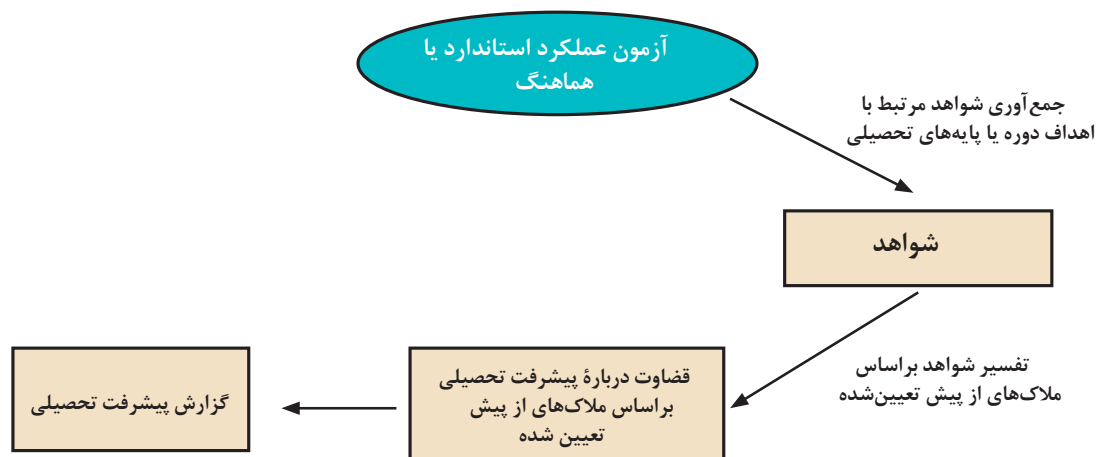 آزمون عملکرد استاندارد یا
هماهنگ
جمع‌آوری شواهد مرتبط با
اهداف دوره یا پایه‌های تحصیلی
شواهد
تفسیر شواهد براساس
ملاک‌های از پیش تعیین‌شده
قضاوت دربارهٔ پیشرفت تحصیلی
براساس ملاک‌های از پیش
تعیین شده
گزارش پیشرفت تحصیلی